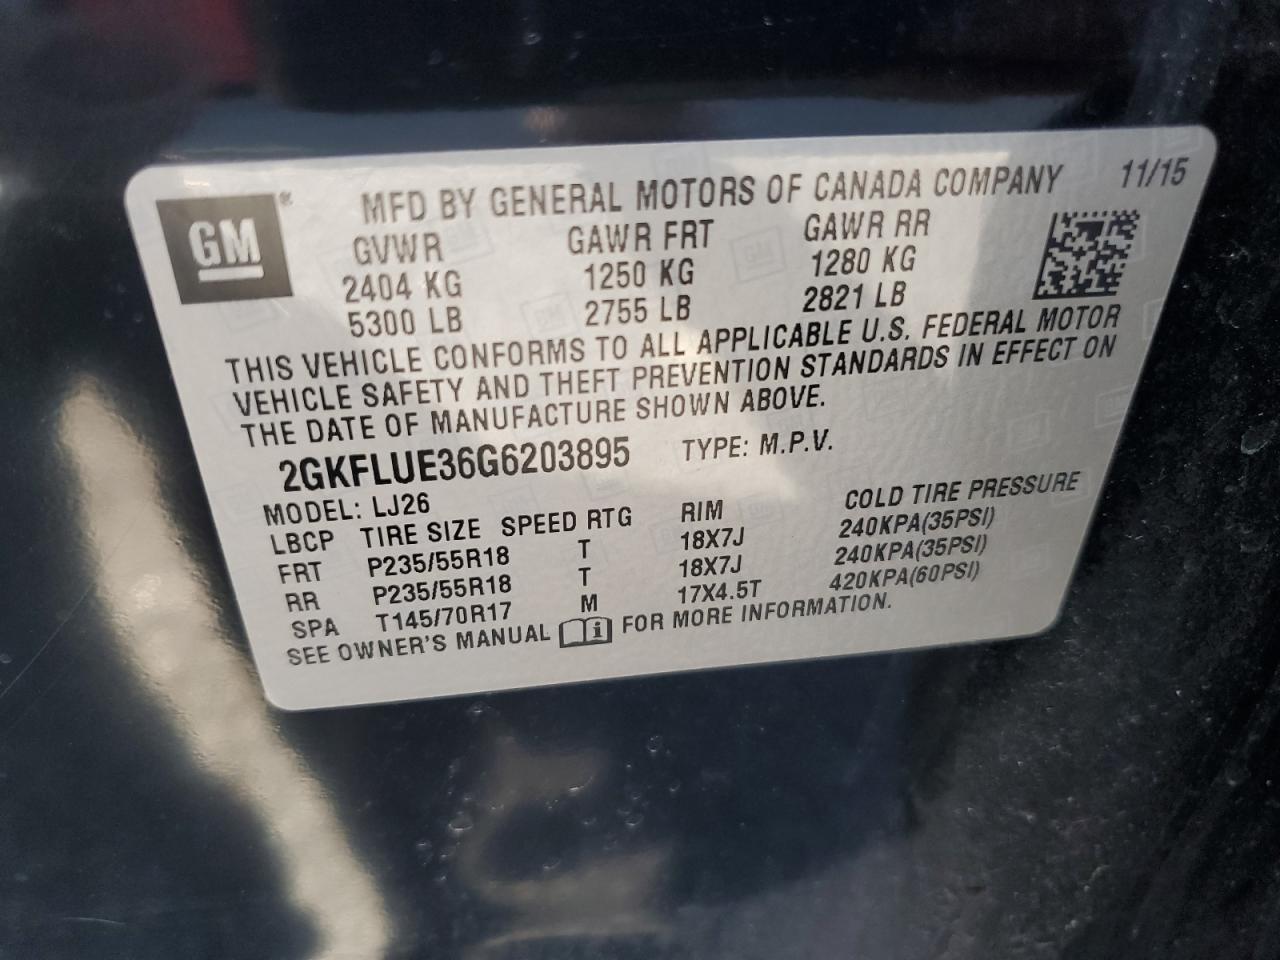 GM ® MFD BY GENERAL MOTORS OF CANADA COMPANY 11/15
GVWR GAWR FRT GAWR RR
2404 KG 1250 KG 1280 KG
5300 LB 2755 LB 2821 LB
THIS VEHICLE CONFORMS TO ALL APPLICABLE U.S. FEDERAL MOTOR
VEHICLE SAFETY AND THEFT PREVENTION STANDARDS IN EFFECT ON
THE DATE OF MANUFACTURE SHOWN ABOVE.
2GKFLUE36G6203895 TYPE: M.P.V.
MODEL: LJ26
LBCP TIRE SIZE SPEED RTG RIM COLD TIRE PRESSURE
FRT P235/55R18 T 18X7J 240KPA(35PSI)
RR P235/55R18 T 18X7J 240KPA(35PSI)
SPA T145/70R17 M 17X4.5T 420KPA(60PSI)
SEE OWNER'S MANUAL i FOR MORE INFORMATION.